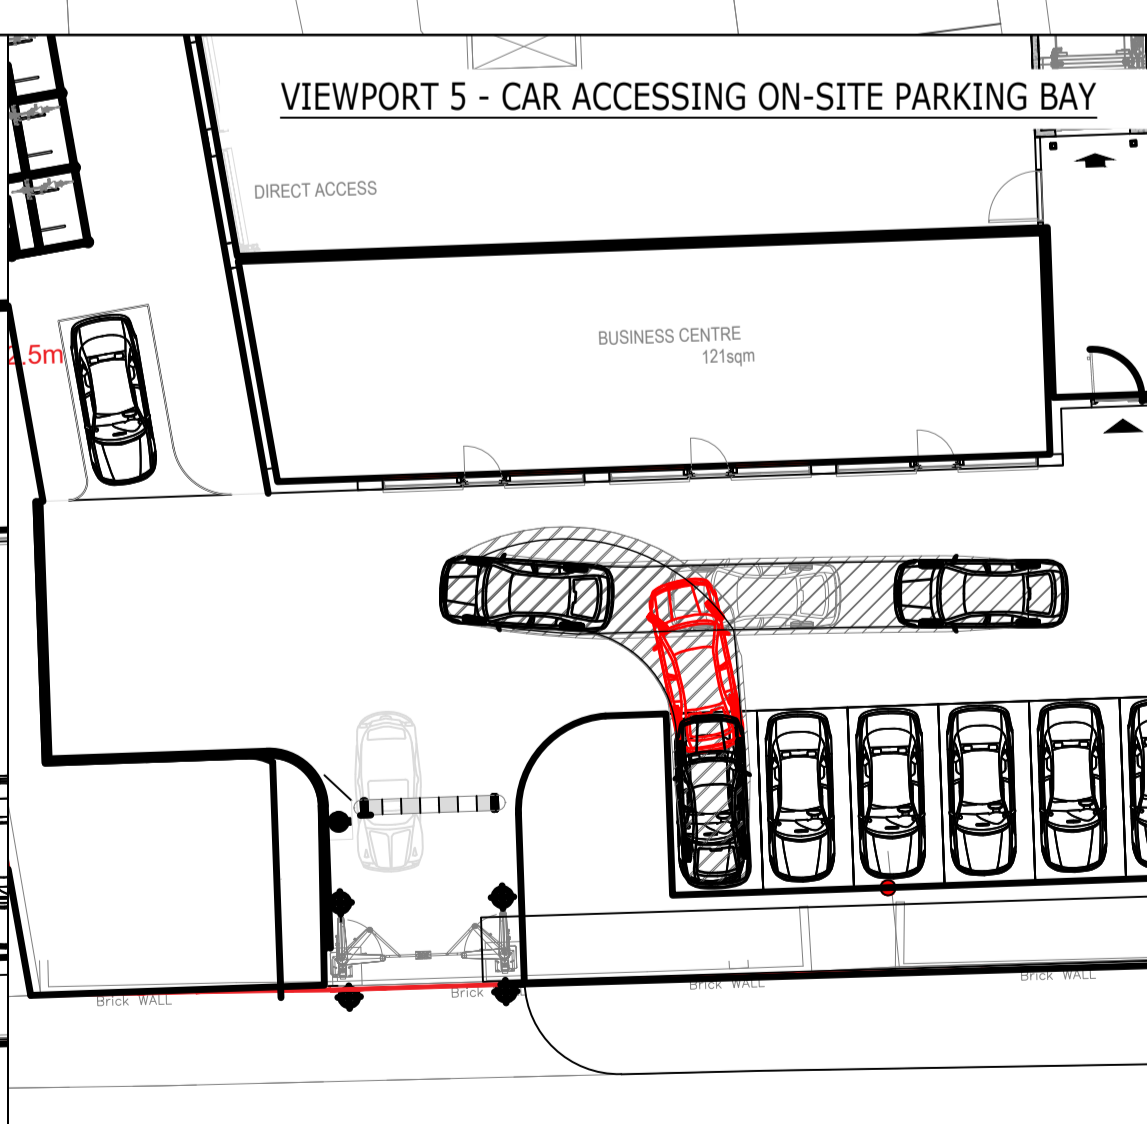 VIEWPORT 5 - CAR ACCESSING ON-SITE PARKING BAY
DIRECT ACCESS
BUSINESS CENTRE
121sqm
2.5m
Brick WALL
Brick
Brick WALL
Brick WALL